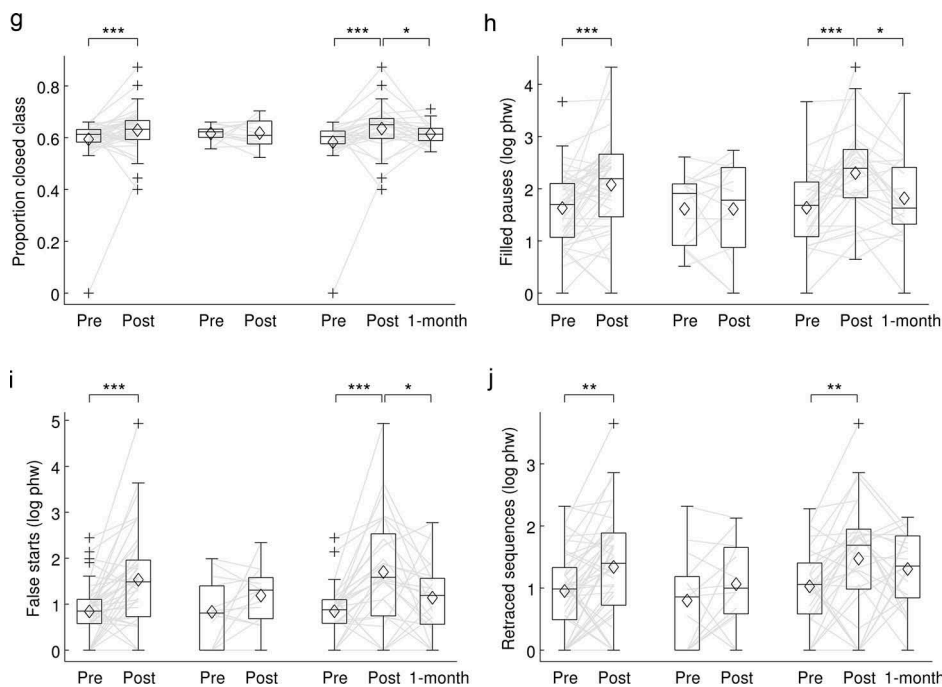 g
*** *** *
Proportion closed class
0.8
0.6
0.4
0.2
0
Pre Post Pre Post Pre Post 1-month
h
*** *** *
Filled pauses (log phw)
4
3
2
1
0
Pre Post Pre Post Pre Post 1-month
i
*** *** *
False starts (log phw)
5
4
3
2
1
0
Pre Post Pre Post Pre Post 1-month
j
** **
Retraced sequences (log phw)
3
2
1
0
Pre Post Pre Post Pre Post 1-month